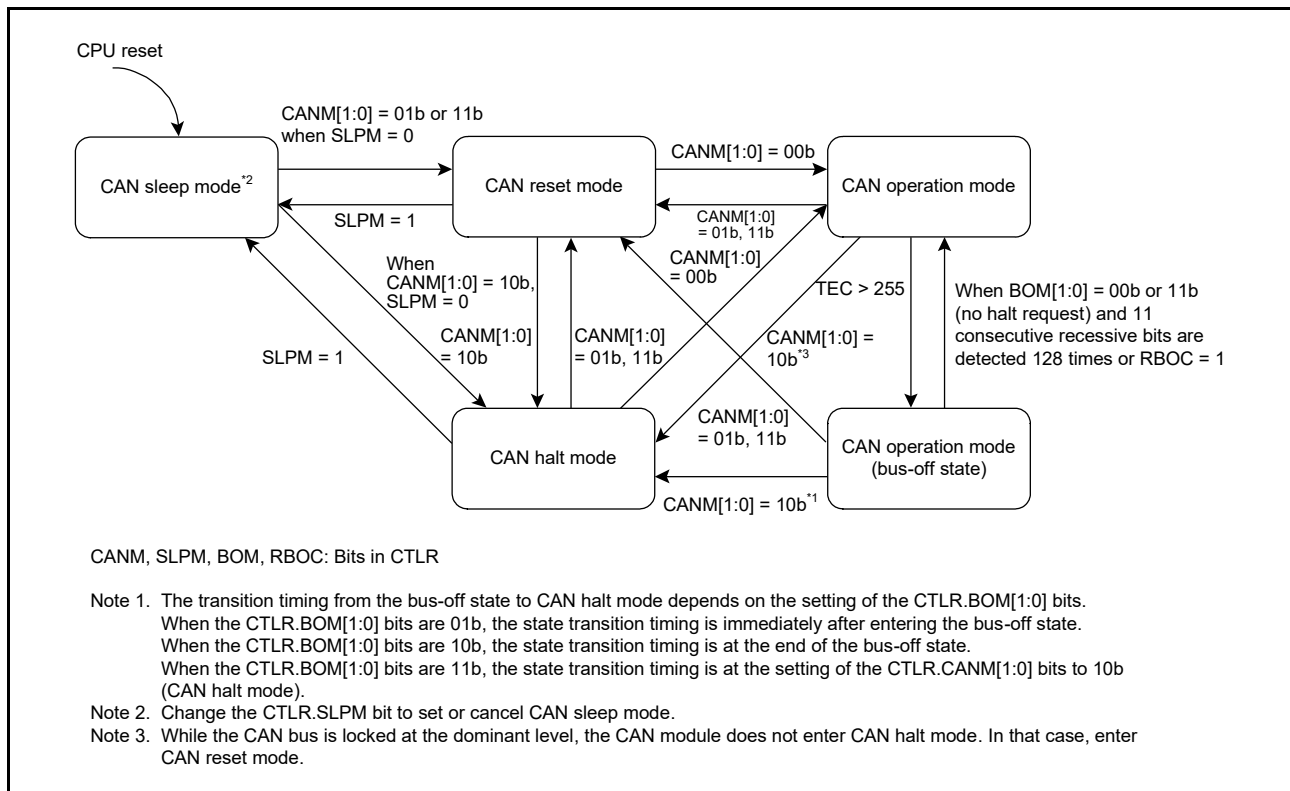 CPU reset
CANM[1:0] = 01b or 11b
when SLPM = 0
CANM[1:0] = 00b
CAN sleep mode*2
CAN reset mode
CAN operation mode
SLPM = 1
CANM[1:0]
= 01b, 11b
When
CANM[1:0] = 10b,
SLPM = 0
CANM[1:0]
= 00b
TEC > 255
When BOM[1:0] = 00b or 11b
(no halt request) and 11
consecutive recessive bits are
detected 128 times or RBOC = 1
SLPM = 1
CANM[1:0]
= 10b
CANM[1:0]
= 01b, 11b
CANM[1:0] =
10b*3
CANM[1:0]
= 01b, 11b
CAN halt mode
CAN operation mode
(bus-off state)
CANM[1:0] = 10b*1
CANM, SLPM, BOM, RBOC: Bits in CTLR
Note 1. The transition timing from the bus-off state to CAN halt mode depends on the setting of the CTLR.BOM[1:0] bits.
When the CTLR.BOM[1:0] bits are 01b, the state transition timing is immediately after entering the bus-off state.
When the CTLR.BOM[1:0] bits are 10b, the state transition timing is at the end of the bus-off state.
When the CTLR.BOM[1:0] bits are 11b, the state transition timing is at the setting of the CTLR.CANM[1:0] bits to 10b
(CAN halt mode).
Note 2. Change the CTLR.SLPM bit to set or cancel CAN sleep mode.
Note 3. While the CAN bus is locked at the dominant level, the CAN module does not enter CAN halt mode. In that case, enter
CAN reset mode.